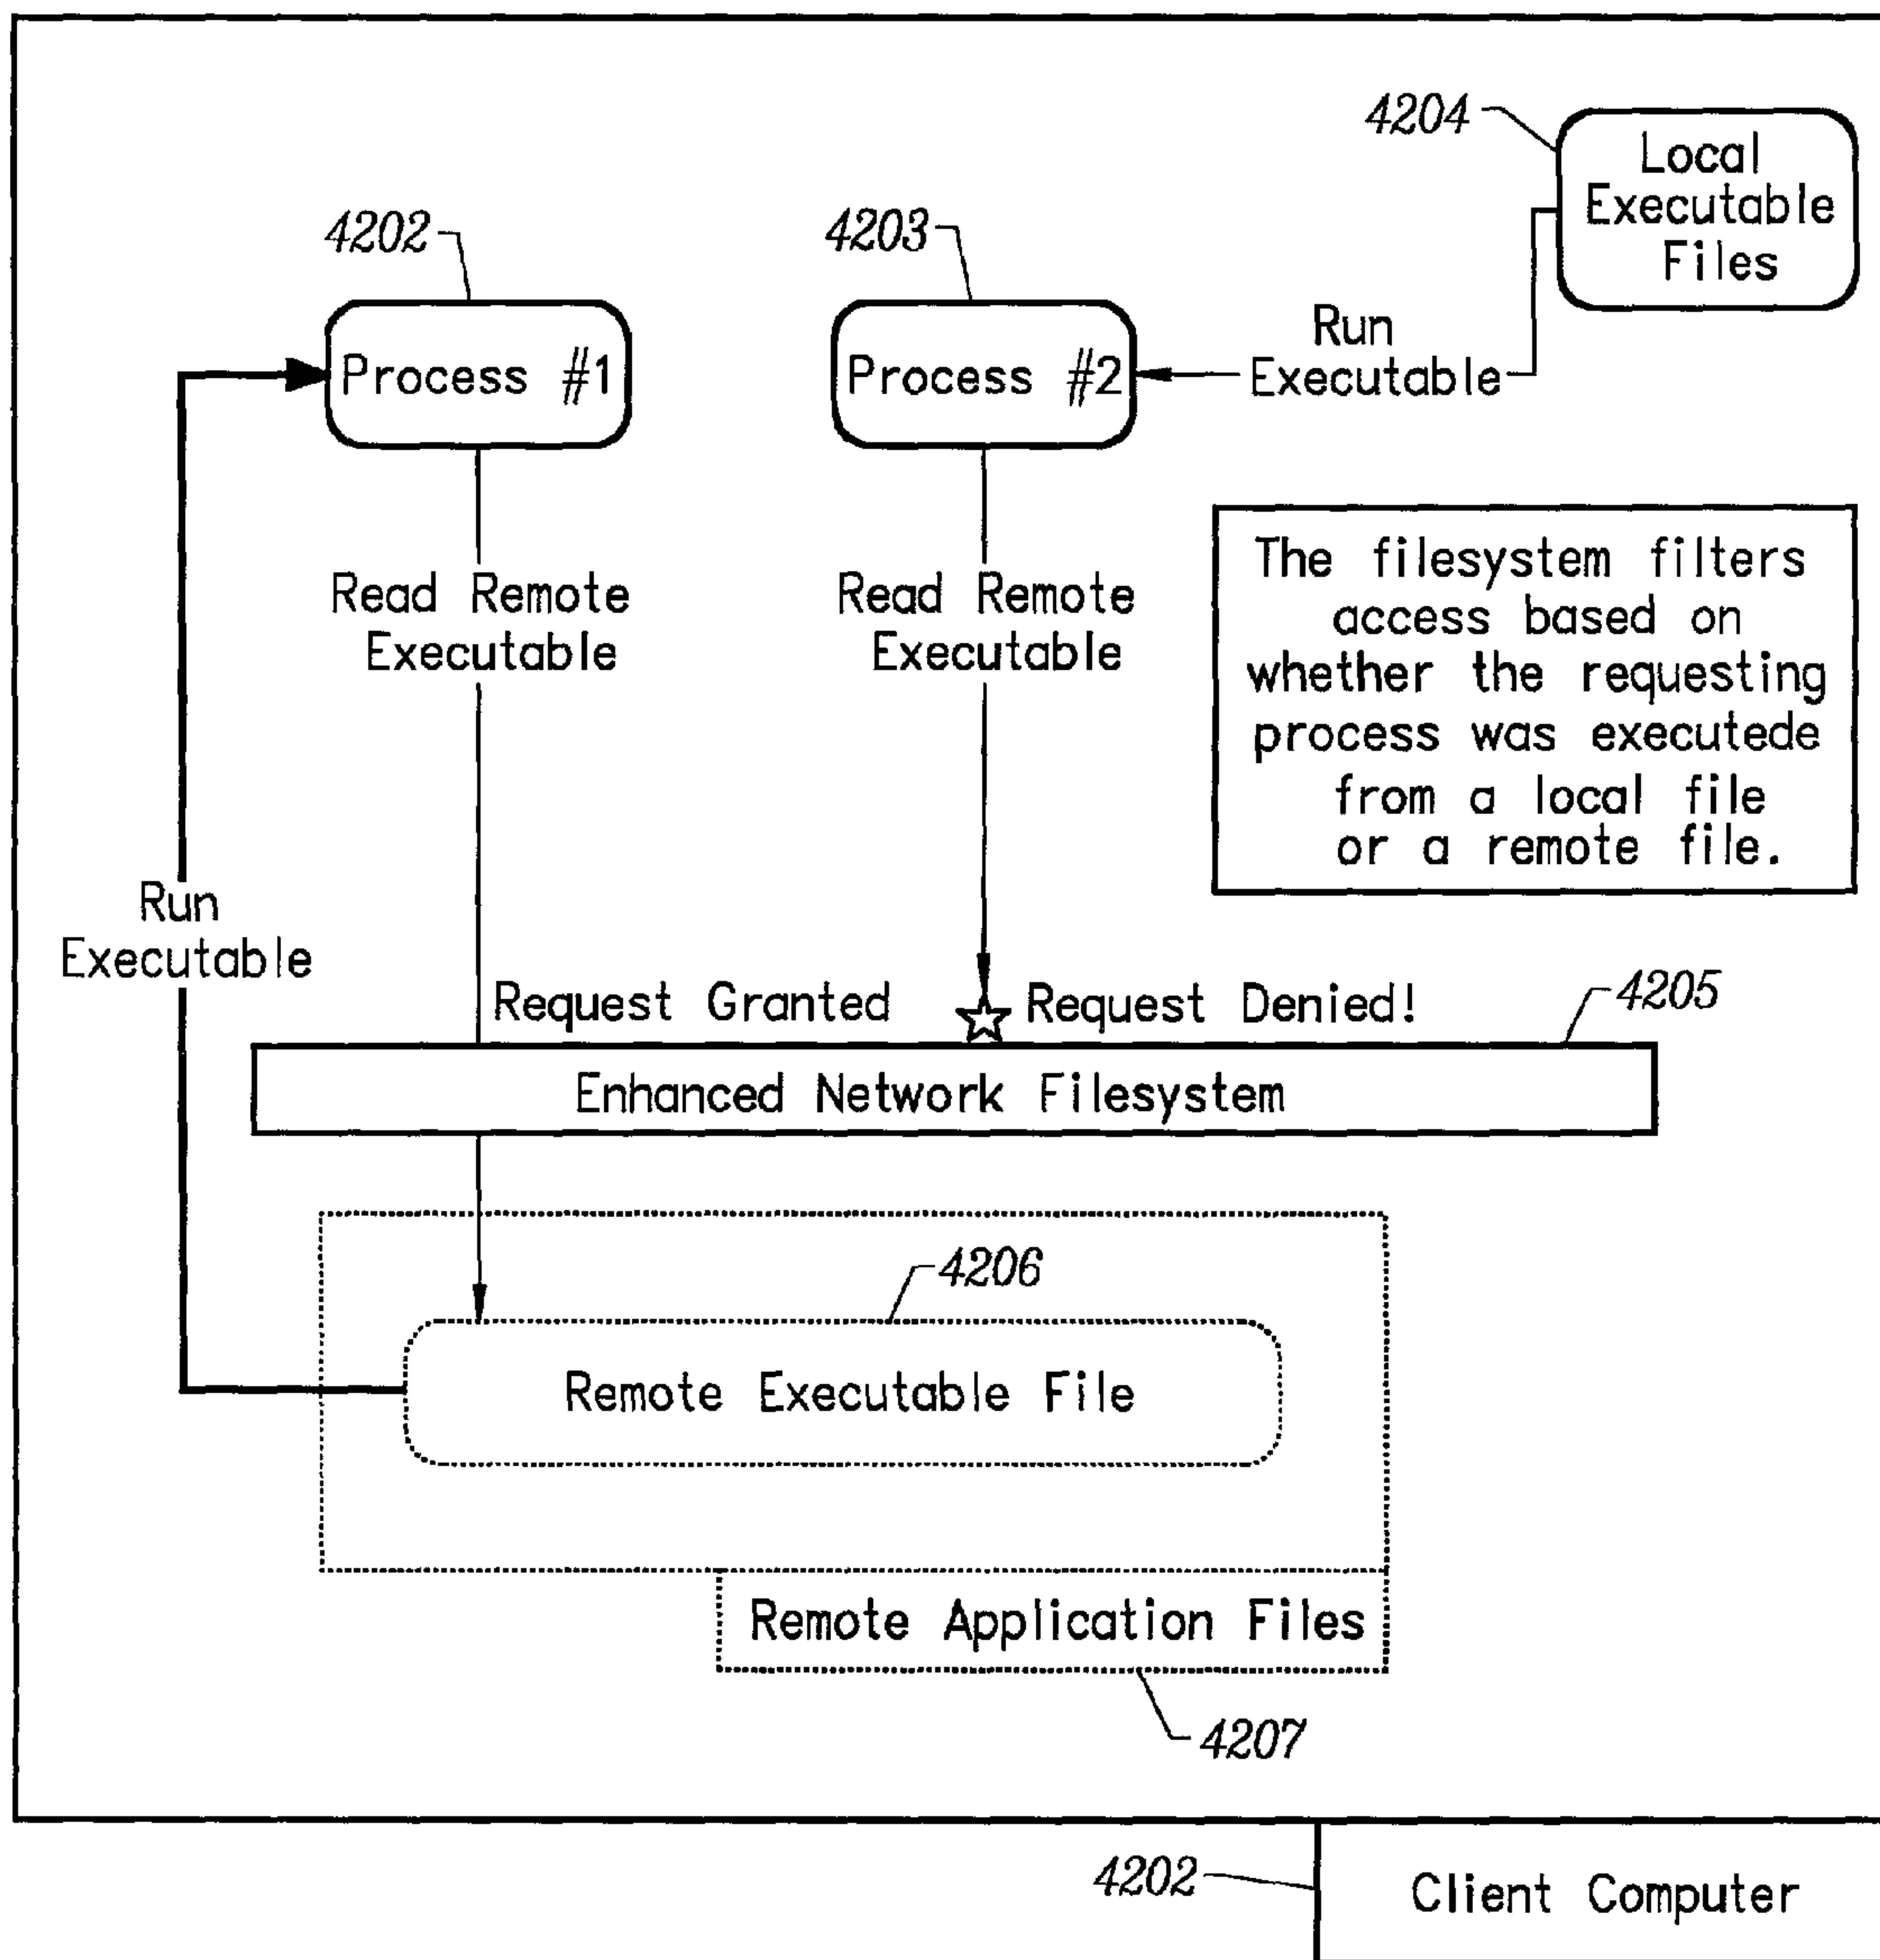 4204
Local
Executable
Files
4202
4203
Process #1
Process #2
Run
Executable
Read Remote
Executable
Read Remote
Executable
The filesystem filters
access based on
whether the requesting
process was executede
from a local file
or a remote file.
Run
Executable
Request Granted
Request Denied!
4205
Enhanced Network Filesystem
4206
Remote Executable File
Remote Application Files
4207
4202
Client Computer